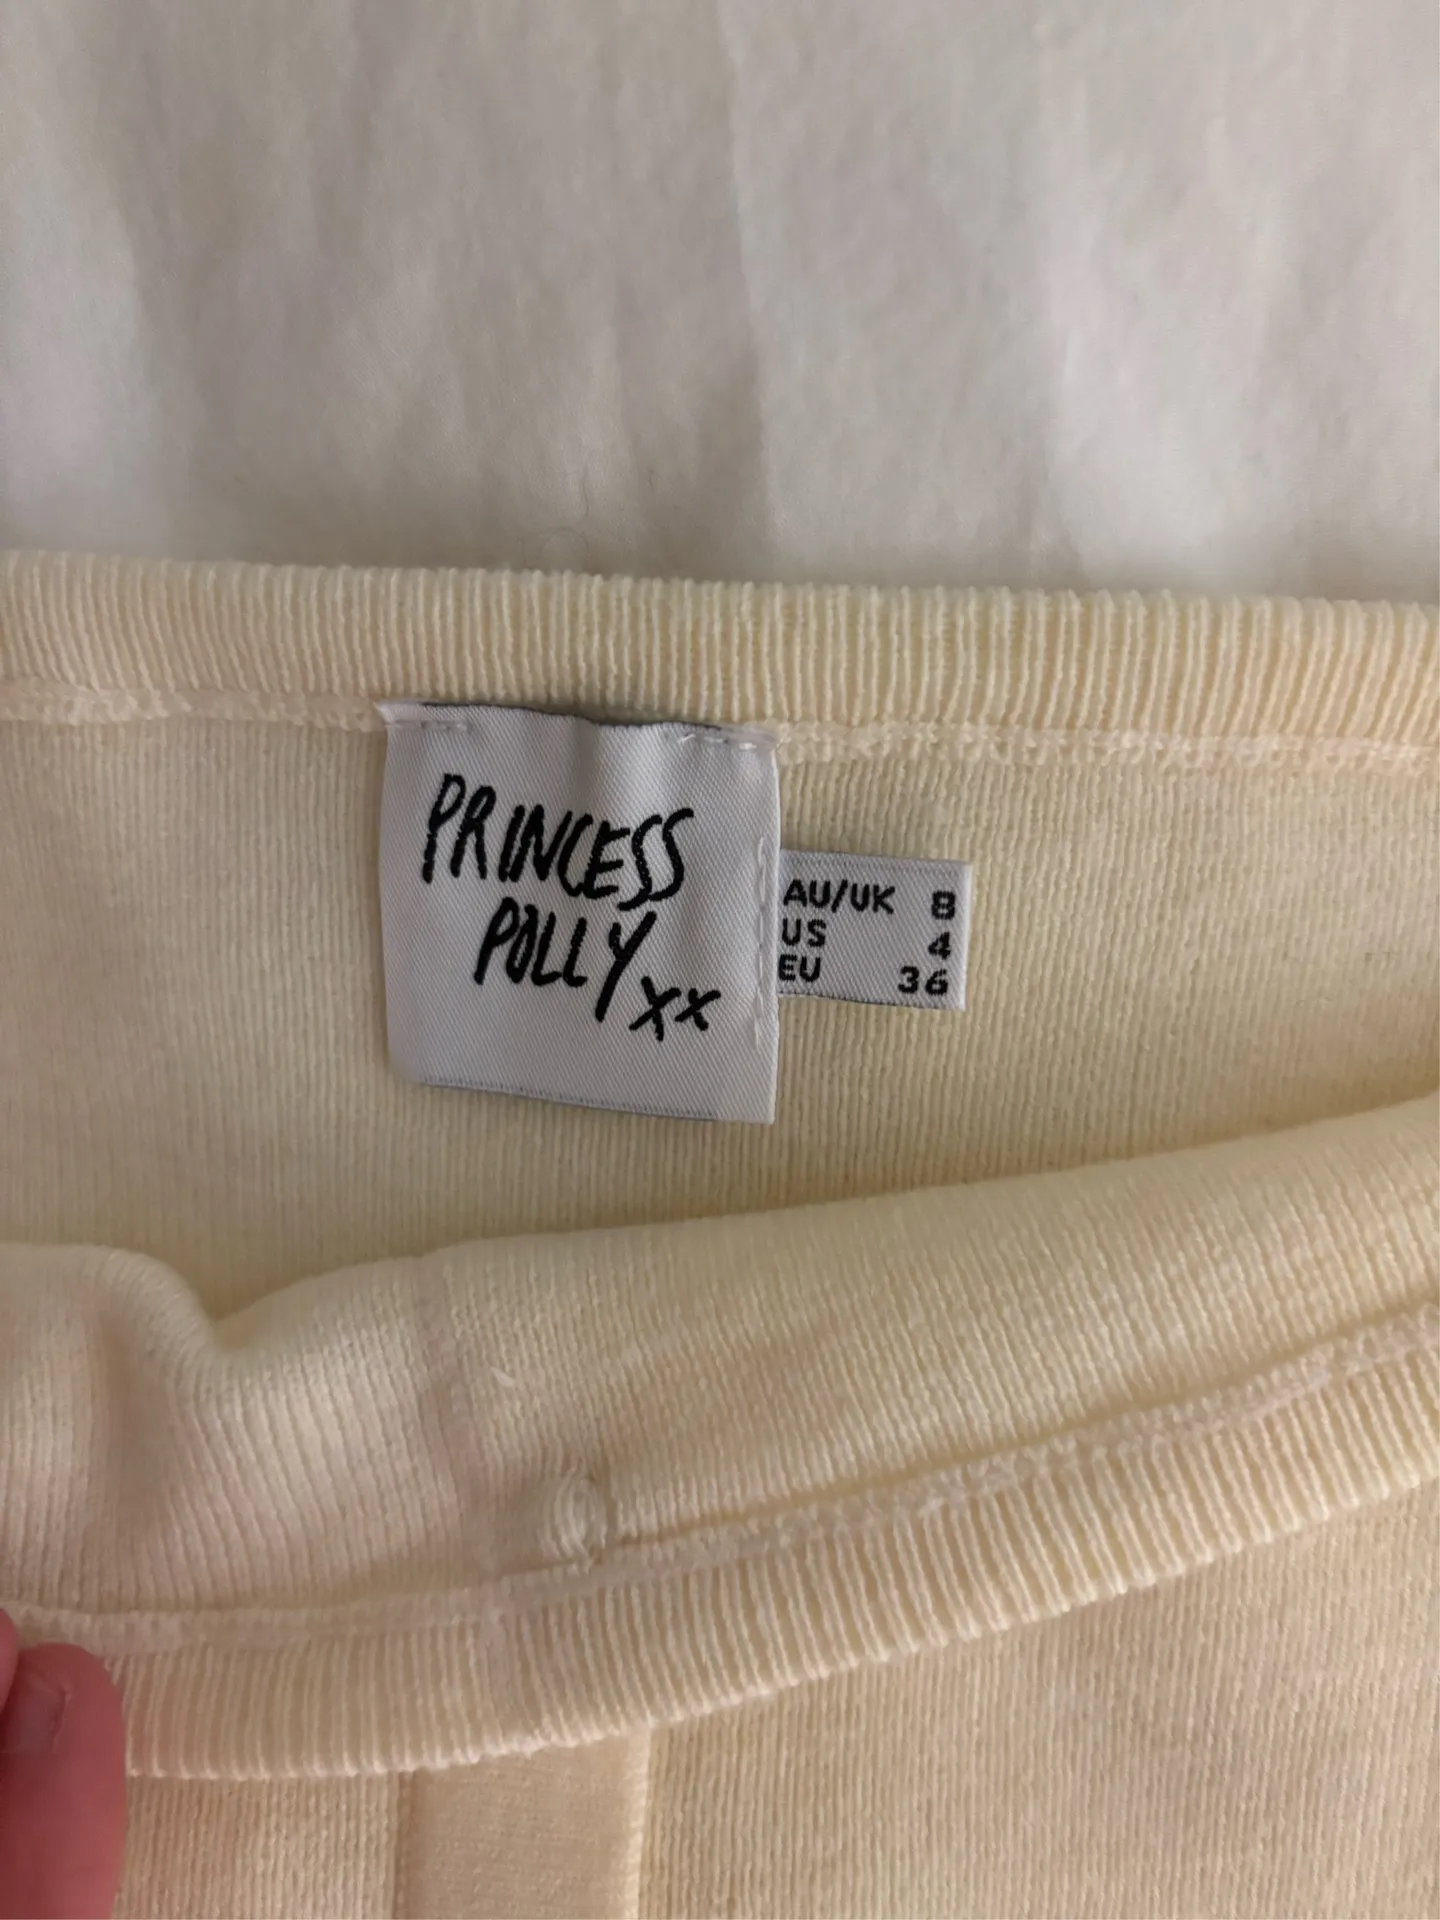 PRINCESS
POLLY xx
AU/UK 8
US 4
EU 36